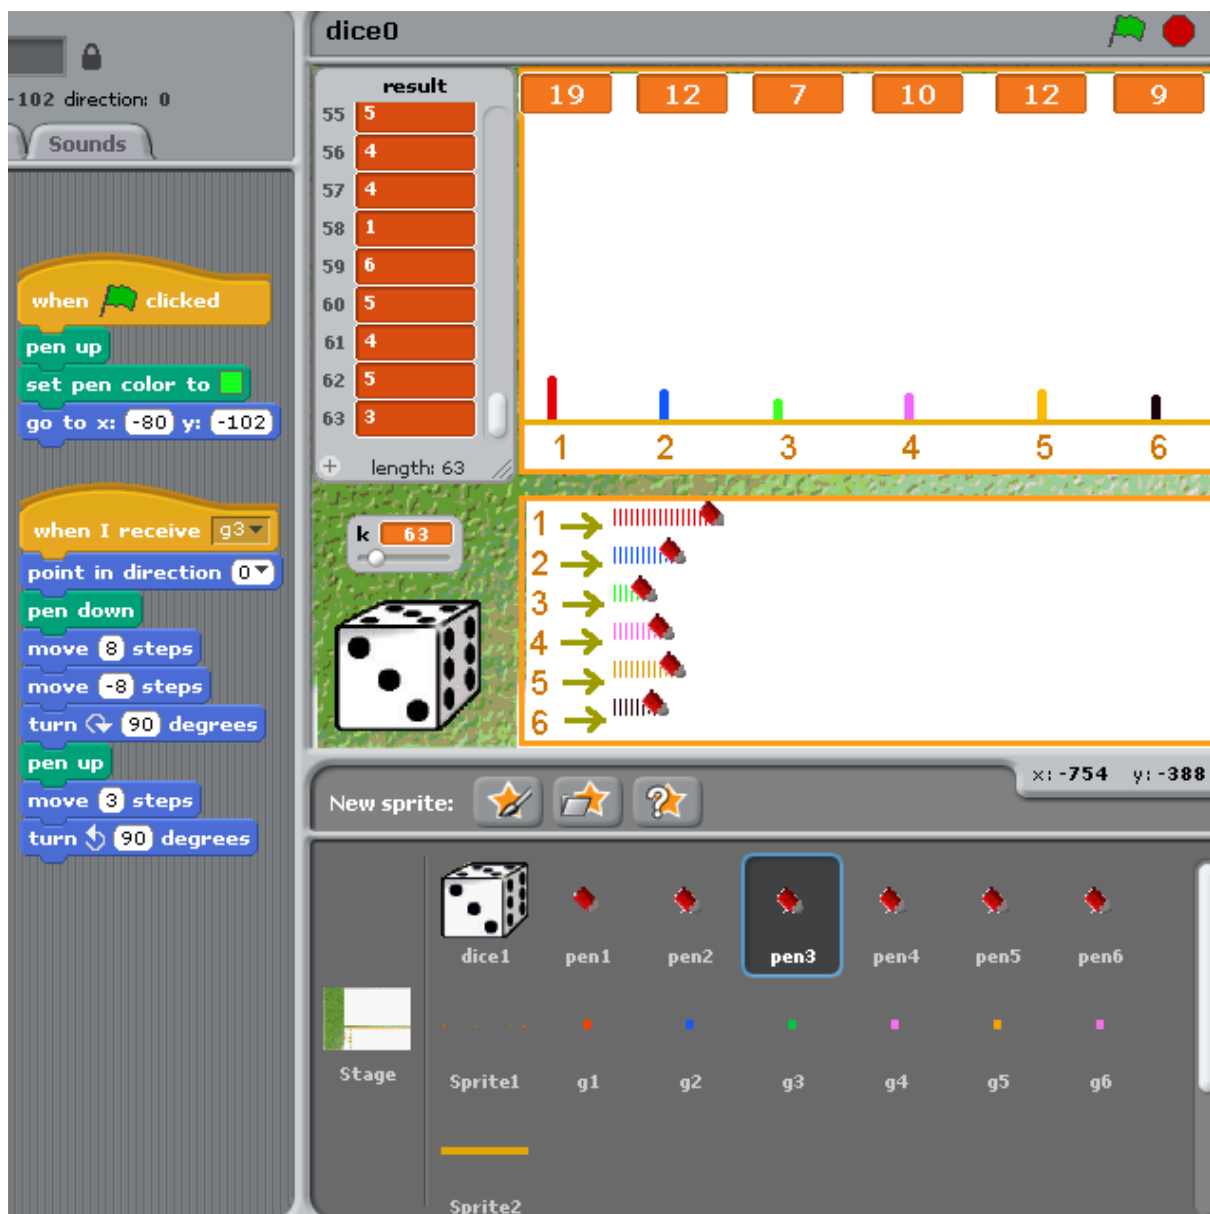 dice0
-102 direction: 0
Sounds
when clicked
pen up
set pen color to
go to x: -80 y: -102
when I receive g3
point in direction 0
pen down
move 8 steps
move -8 steps
turn 90 degrees
pen up
move 3 steps
turn 90 degrees
result
55 5
56 4
57 4
58 1
59 6
60 5
61 4
62 5
63 3
+ length: 63
19 12 7 10 12 9
1 2 3 4 5 6
k 63
1
2
3
4
5
6
x: -754 y: -388
New sprite:
dice1 pen1 pen2 pen3 pen4 pen5 pen6
Stage
Sprite1 g1 g2 g3 g4 g5 g6
Sprite2